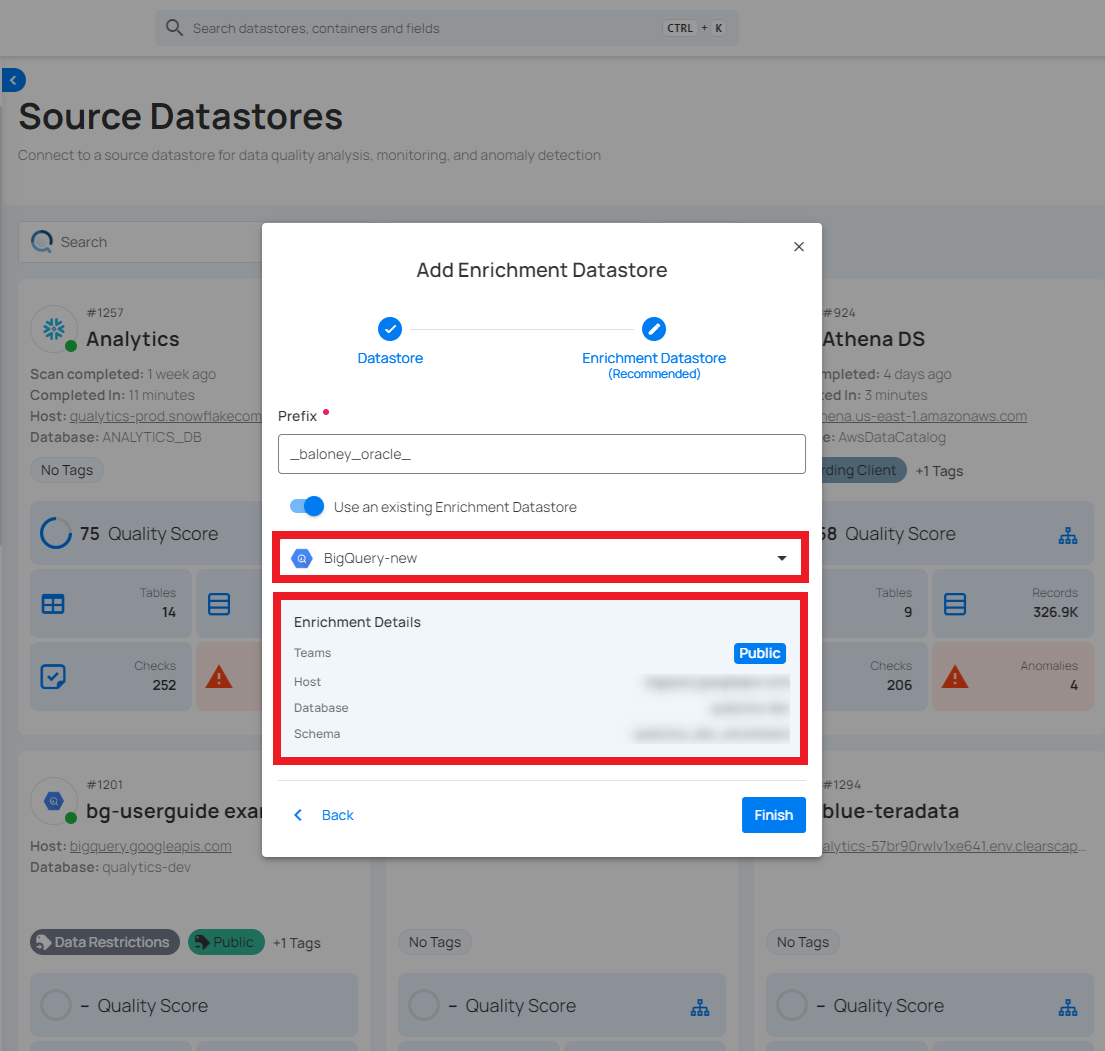 Search datastores, containers and fields
CTRL + K
Source Datastores
Connect to a source datastore for data quality analysis, monitoring, and anomaly detection
Search
#1257
Analytics
Scan completed: 1 week ago
Completed In: 11 minutes
Host: qualytics-prod.snowflakecom
Database: ANALYTICS_DB
No Tags
75 Quality Score
Tables
14
Checks
252
#924
Athena DS
mpleted: 4 days ago
ed In: 3 minutes
hena.us-east-1.amazonaws.com
e: AwsDataCatalog
rding Client +1 Tags
68 Quality Score
Tables
9
Records
326.9K
Checks
206
Anomalies
4
Add Enrichment Datastore
Datastore
Enrichment Datastore
(Recommended)
Prefix
_baloney_oracle_
Use an existing Enrichment Datastore
BigQuery-new
Enrichment Details
Teams
Public
Host
Database
Schema
Back
Finish
#1201
bg-userguide exa
Host: bigquery.googleapis.com
Database: qualytics-dev
Data Restrictions Public +1 Tags
– Quality Score
No Tags
– Quality Score
#1294
blue-teradata
alytics-57br90rwlv1xe641.env.clearscap...
No Tags
– Quality Score